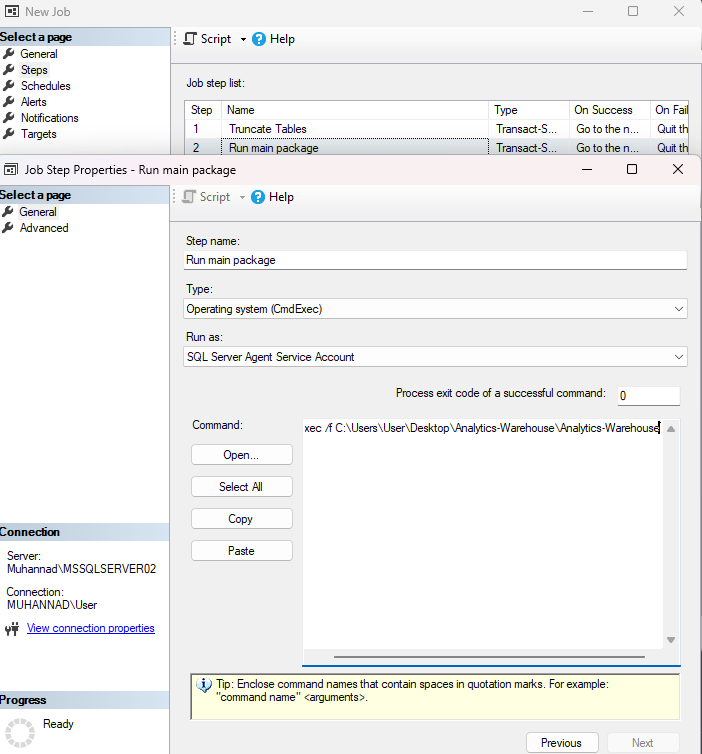 New Job
Select a page
General
Steps
Schedules
Alerts
Notifications
Targets
Script
Help
Job step list:
Step Name Type On Success On Fail
1 Truncate Tables Transact-S... Go to the n... Quit th
2 Run main package Transact-S... Go to the n... Quit th
Job Step Properties - Run main package
Select a page
General
Advanced
Script
Help
Step name:
Run main package
Type:
Operating system (CmdExec)
Run as:
SQL Server Agent Service Account
Process exit code of a successful command: 0
Command:
xec /f C:\Users\User\Desktop\Analytics-Warehouse\Analytics-Warehouse
Open...
Select All
Copy
Paste
Connection
Server:
Muhannad\MSSQLSERVER02
Connection:
MUHANNAD\User
View connection properties
Progress
Ready
Tip: Enclose command names that contain spaces in quotation marks. For example:
"command name" <arguments>.
Previous
Next